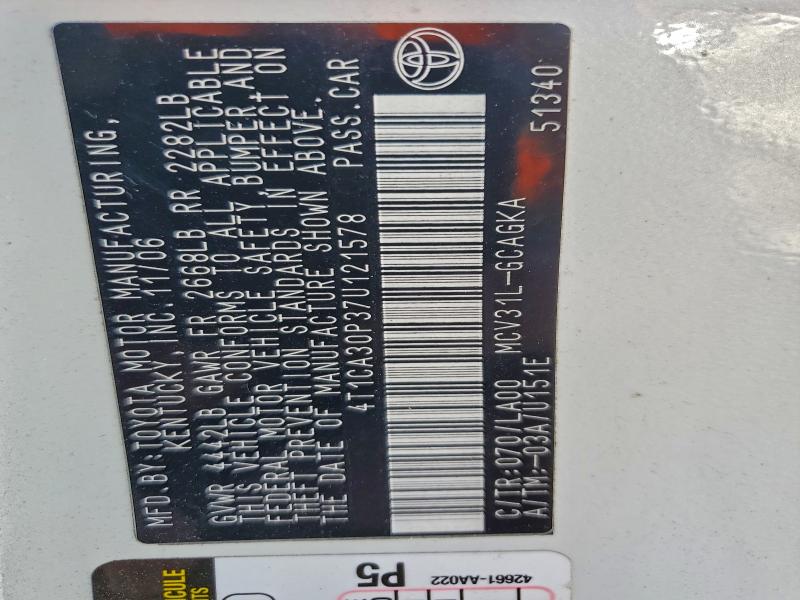 MFD BY: TOYOTA MOTOR MANUFACTURING,
KENTUCKY, INC. 11/06
GVWR 4442LB GAWR FR 2668LB RR 2282LB
THIS VEHICLE CONFORMS TO ALL APPLICABLE
FEDERAL MOTOR VEHICLE SAFETY, BUMPER, AND
THEFT PREVENTION STANDARDS IN EFFECT ON
THE DATE OF MANUFACTURE SHOWN ABOVE.
4T1CA30P37U121578 PASS.CAR
C/TR:070/LA00 MCV31L-GCAGKA
A/TM:-03A/U151E 51340
P5
42661-AA022